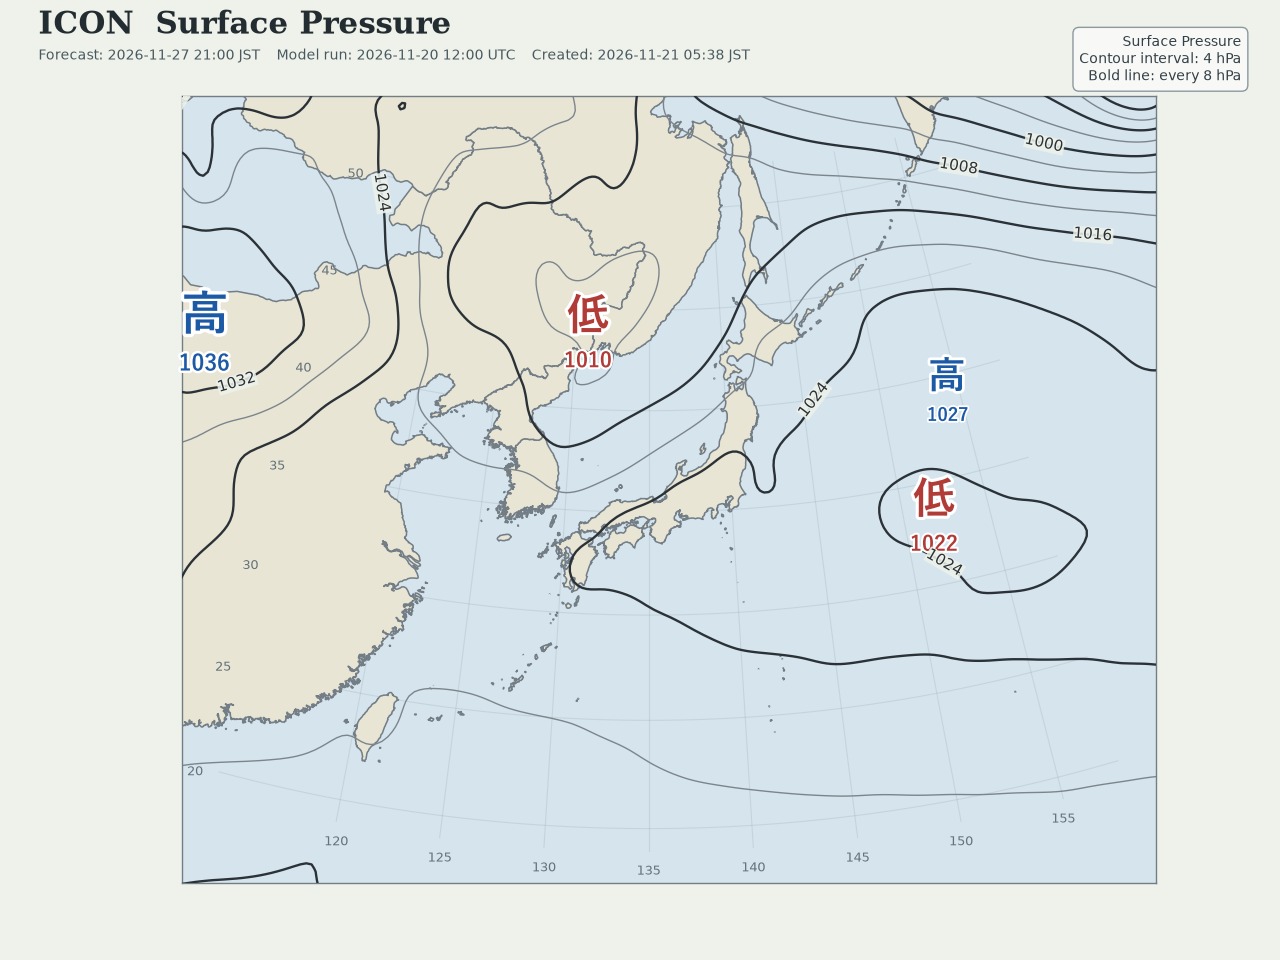 ICON Surface Pressure
Forecast: 2026-11-27 21:00 JST Model run: 2026-11-20 12:00 UTC Created: 2026-11-21 05:38 JST
Surface Pressure
Contour interval: 4 hPa
Bold line: every 8 hPa
1000
1008
50
1024
1016
45
高
1036
低
1010
40
1032
高
1027
1024
35
低
1022
1024
30
25
20
120
125
130
135
140
145
150
155